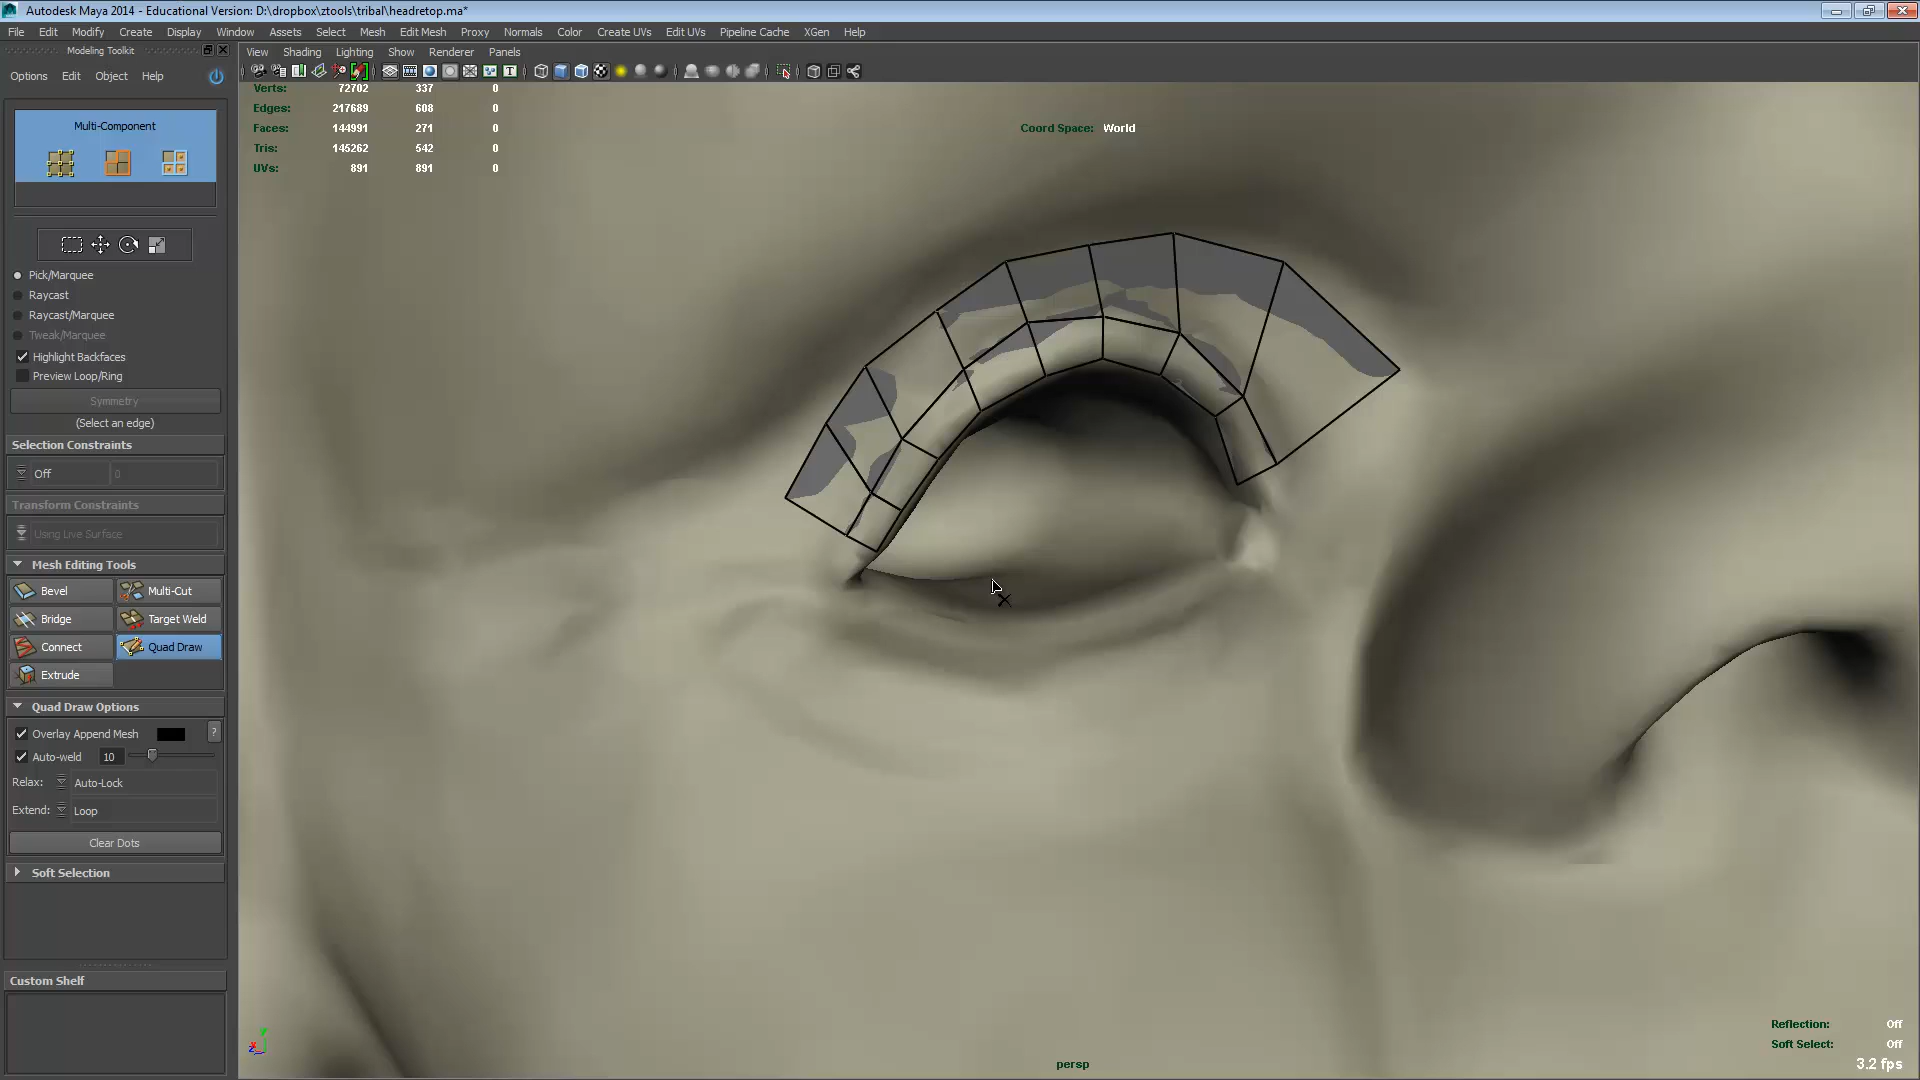 Autodesk Maya 2014 - Educational Version: D:\dropbox\ztools\tribal\headretop.ma*
File Edit Modify Create Display Window Assets Select Mesh Edit Mesh Proxy Normals Color Create UVs Edit UVs Pipeline Cache XGen Help
Modeling Toolkit
View Shading Lighting Show Renderer Panels
Options Edit Object Help
Verts: 72702 337 0
Edges: 217689 608 0
Faces: 144991 271 0
Tris: 145262 542 0
UVs: 891 891 0
Coord Space: World
Multi-Component
Pick/Marquee
Raycast
Raycast/Marquee
Tweak/Marquee
Highlight Backfaces
Preview Loop/Ring
Symmetry
(Select an edge)
Selection Constraints
Off 0
Transform Constraints
Using Live Surface
Mesh Editing Tools
Bevel Multi-Cut
Bridge Target Weld
Connect Quad Draw
Extrude
Quad Draw Options
Overlay Append Mesh ?
Auto-weld 10
Relax: Auto-Lock
Extend: Loop
Clear Dots
Soft Selection
Custom Shelf
Reflection: Off
Soft Select: Off
3.2 fps
persp